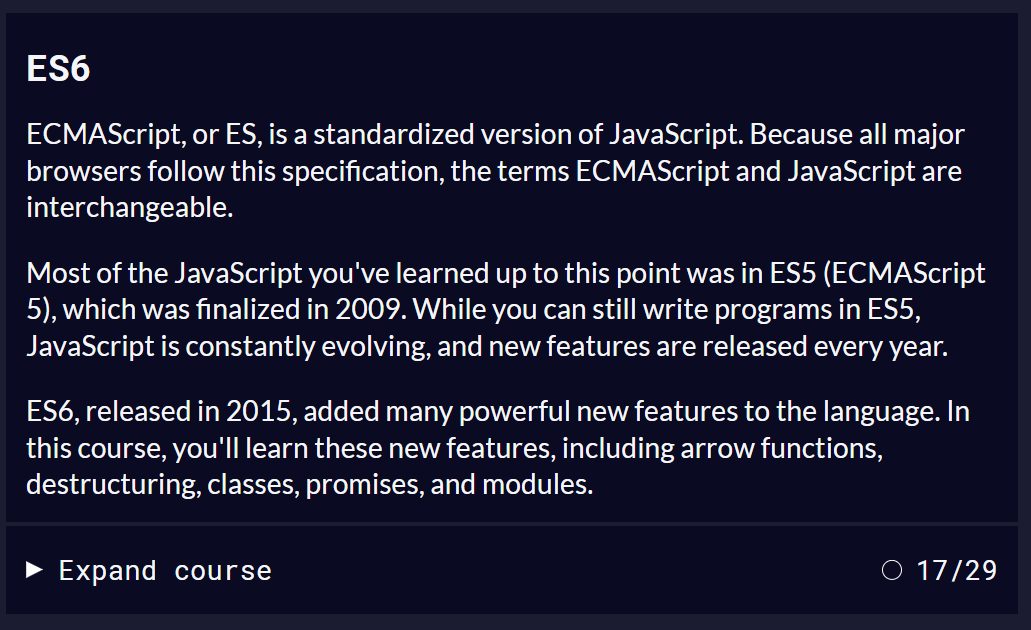 ES6
ECMAScript, or ES, is a standardized version of JavaScript. Because all major
browsers follow this specification, the terms ECMAScript and JavaScript are
interchangeable.
Most of the JavaScript you've learned up to this point was in ES5 (ECMAScript
5), which was finalized in 2009. While you can still write programs in ES5,
JavaScript is constantly evolving, and new features are released every year.
ES6, released in 2015, added many powerful new features to the language. In
this course, you'll learn these new features, including arrow functions,
destructuring, classes, promises, and modules.
Expand course 17/29